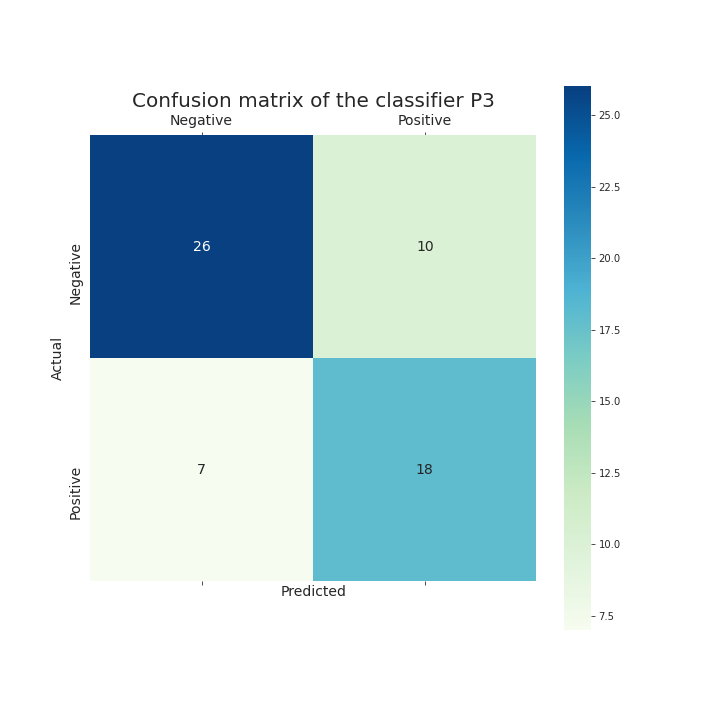 Confusion matrix of the classifier P3
Negative Positive
25.0
22.5
20.0
17.5
15.0
12.5
10.0
7.5
Actual
Negative
Positive
26 10
7 18
Predicted